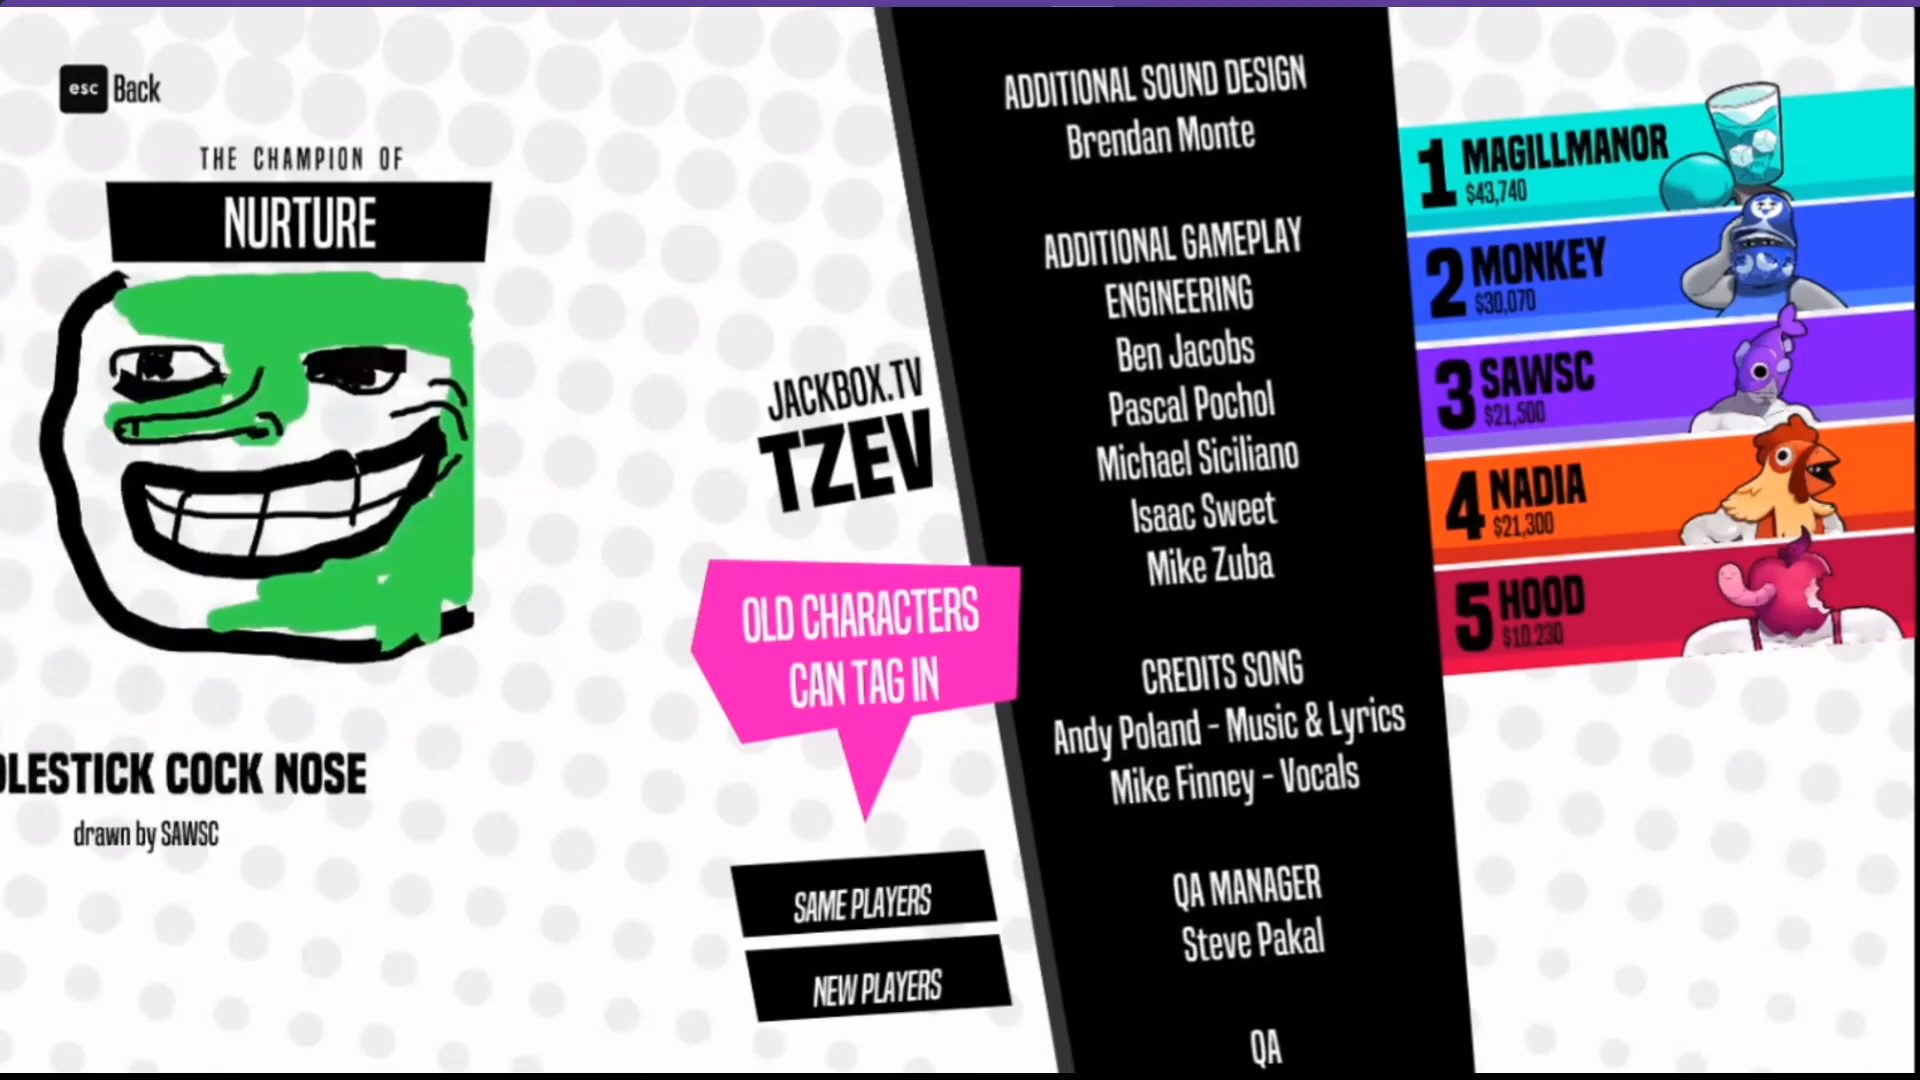 esc Back
THE CHAMPION OF
NURTURE
COCK NOSE
drawn by SAWSC
JACKBOX.TV
TZEV
OLD CHARACTERS
CAN TAG IN
SAME PLAYERS
NEW PLAYERS
ADDITIONAL SOUND DESIGN
Brendan Monte
ADDITIONAL GAMEPLAY
ENGINEERING
Ben Jacobs
Pascal Pochol
Michael Siciliano
Isaac Sweet
Mike Zuba
CREDITS SONG
Andy Poland - Music & Lyrics
Mike Finney - Vocals
QA MANAGER
Steve Pakal
QA
1 MAGILLMANOR
$43,740
2 MONKEY
$30,070
3 SAWSC
$21,500
4 NADIA
$21,300
5 HOOD
$10,230